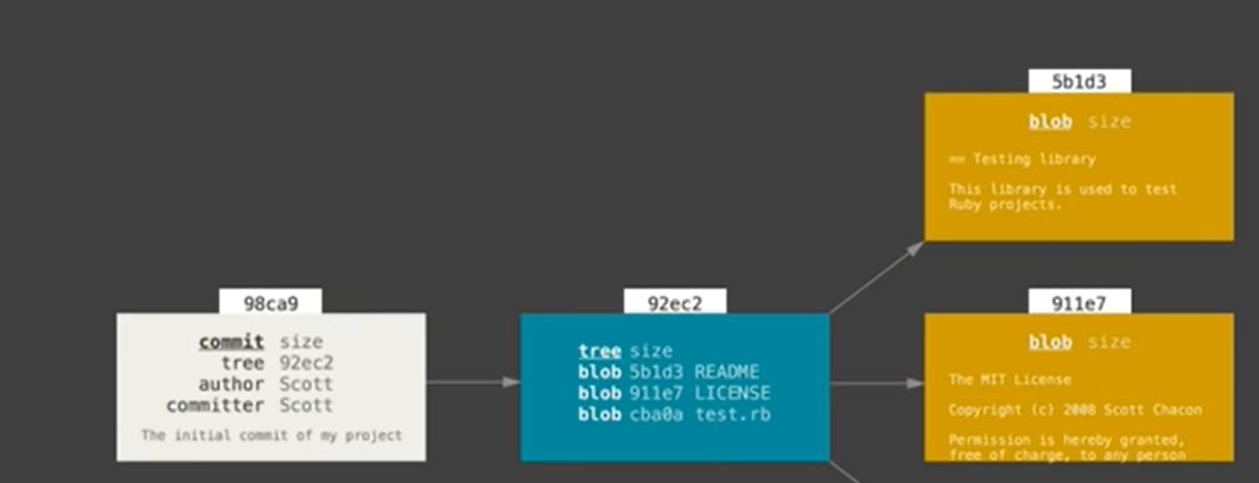 5b1d3
blob size
== Testing library
This library is used to test
Ruby projects.
98ca9
commit size
tree 92ec2
author Scott
committer Scott
The initial commit of my project
92ec2
tree size
blob 5b1d3 README
blob 911e7 LICENSE
blob cba0a test.rb
911e7
blob size
The MIT License
Copyright (c) 2008 Scott Chacon
Permission is hereby granted,
free of charge, to any person